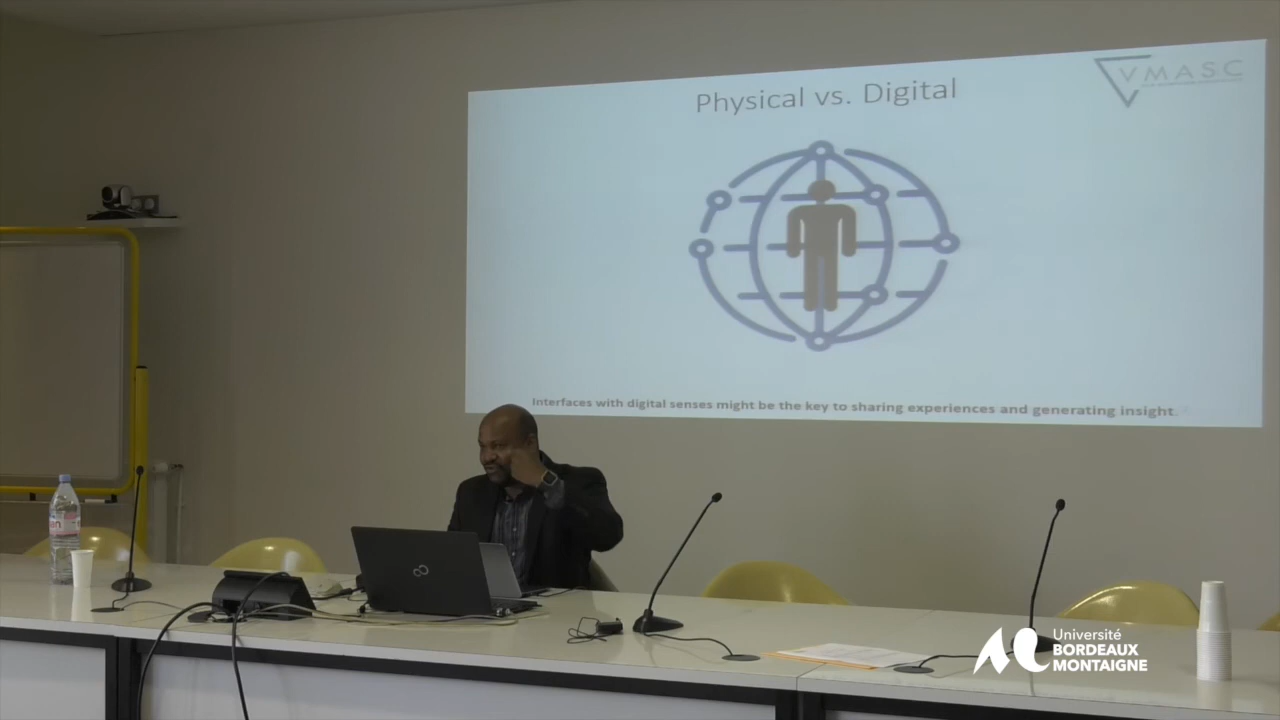 VMASC
Physical vs. Digital
Interfaces with digital senses might be the key to sharing experiences and generating insight.
Université
BORDEAUX
MONTAIGNE